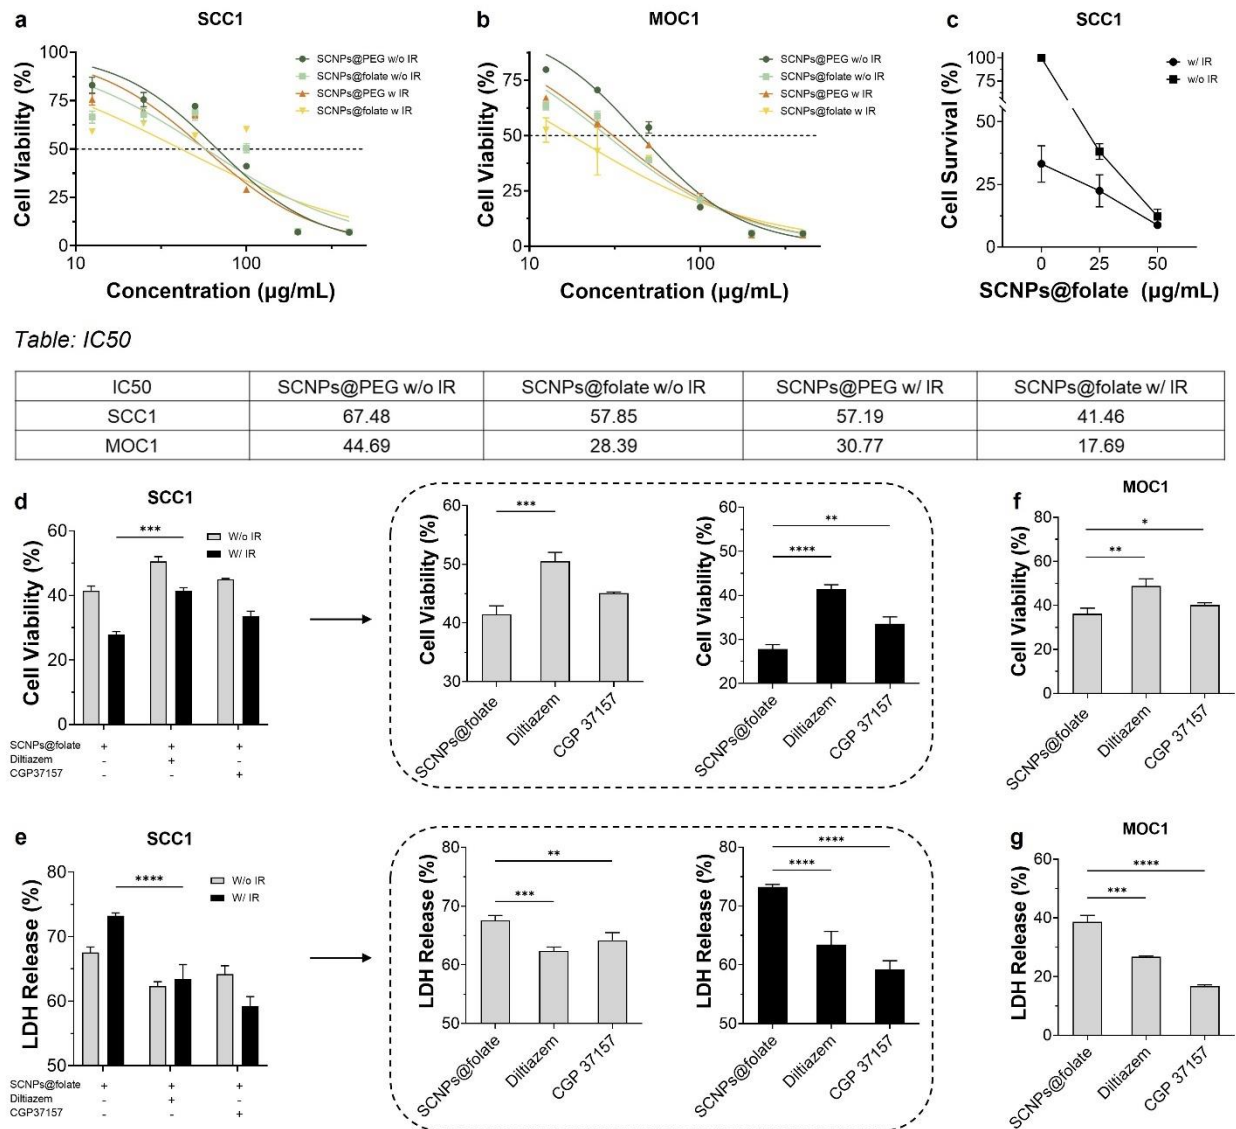 a
SCC1
Cell Viability (%)
100
75
50
25
0
10
100
Concentration (µg/mL)
SCNPs@PEG w/o IR
SCNPs@folate w/o IR
SCNPs@PEG w IR
SCNPs@folate w IR
b
MOC1
Cell Viability (%)
75
50
25
0
10
100
Concentration (µg/mL)
SCNPs@PEG w/o IR
SCNPs@folate w/o IR
SCNPs@PEG w IR
SCNPs@folate w IR
c
SCC1
Cell Survival (%)
100
75
50
25
0
0
25
50
SCNPs@folate (µg/mL)
w/ IR
w/o IR
Table: IC50
IC50 SCNPs@PEG w/o IR SCNPs@folate w/o IR SCNPs@PEG w/ IR SCNPs@folate w/ IR
SCC1 67.48 57.85 57.19 41.46
MOC1 44.69 28.39 30.77 17.69
d
SCC1
Cell Viability (%)
60
40
20
0
***
W/o IR
W/ IR
SCNPs@folate + + +
Diltiazem - + -
CGP37157 - - +
Cell Viability (%)
60
50
40
30
***
SCNPs@folate
Diltiazem
CGP 37157
Cell Viability (%)
60
50
40
30
20
**
****
SCNPs@folate
Diltiazem
CGP 37157
f
MOC1
Cell Viability (%)
80
60
40
20
0
*
**
SCNPs@folate
Diltiazem
CGP 37157
e
SCC1
LDH Release (%)
80
70
60
50
****
W/o IR
W/ IR
SCNPs@folate + + +
Diltiazem - + -
CGP37157 - - +
LDH Release (%)
80
70
60
50
**
***
SCNPs@folate
Diltiazem
CGP 37157
LDH Release (%)
80
70
60
50
****
****
SCNPs@folate
Diltiazem
CGP 37157
g
MOC1
LDH Release (%)
60
40
20
0
****
***
SCNPs@folate
Diltiazem
CGP 37157